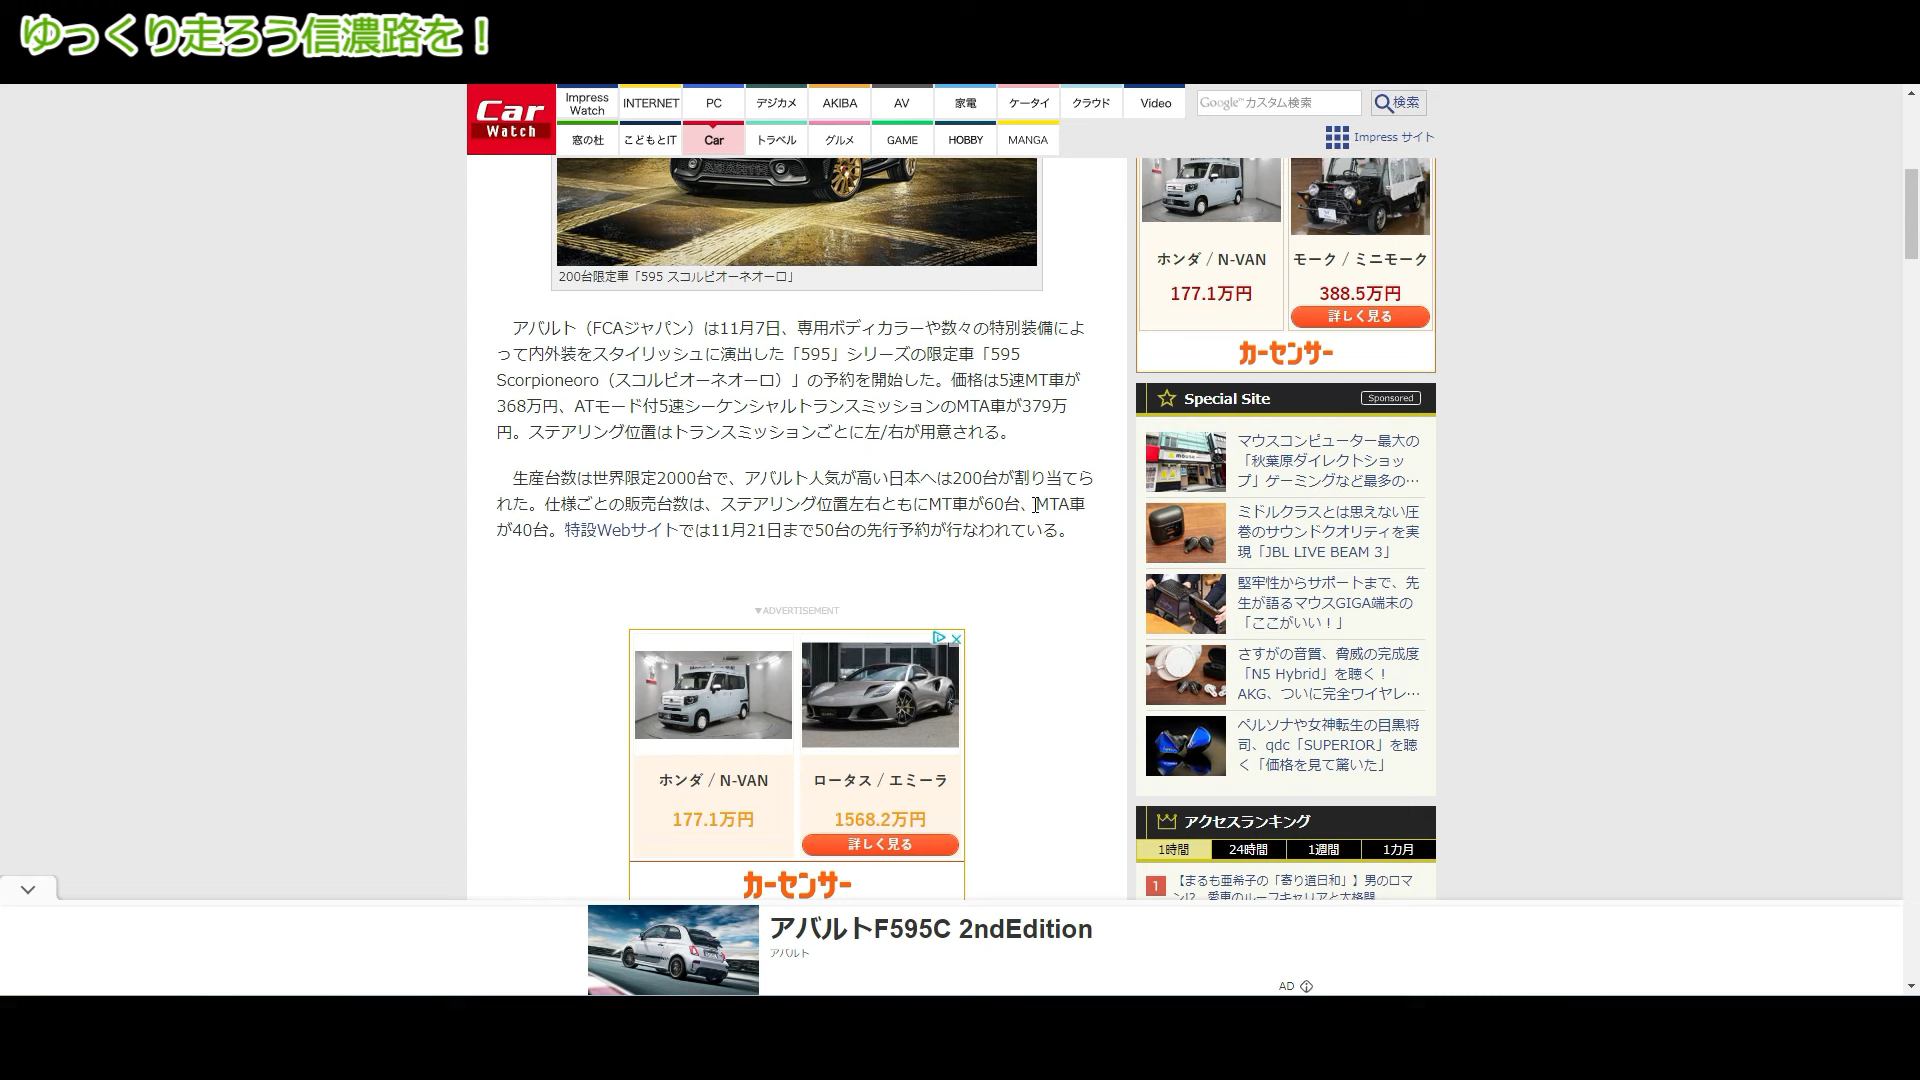 ゆっくり走ろう信濃路を！
Car
Watch
Impress
Watch
INTERNET
PC
デジカメ
AKIBA
AV
家電
ケータイ
クラウド
Video
Google™カスタム検索
検索
窓の杜
こどもとIT
Car
トラベル
グルメ
GAME
HOBBY
MANGA
Impress サイト
200台限定車「595 スコルピオーネオーロ」
アバルト（FCAジャパン）は11月7日、専用ボディカラーや数々の特別装備によ
って内外装をスタイリッシュに演出した「595」シリーズの限定車「595
Scorpioneoro（スコルピオーネオーロ）」の予約を開始した。価格は5速MT車が
368万円、ATモード付5速シーケンシャルトランスミッションのMTA車が379万
円。ステアリング位置はトランスミッションごとに左/右が用意される。
生産台数は世界限定2000台で、アバルト人気が高い日本へは200台が割り当てら
れた。仕様ごとの販売台数は、ステアリング位置左右ともにMT車が60台、MTA車
が40台。特設Webサイトでは11月21日まで50台の先行予約が行なわれている。
▼ADVERTISEMENT
ホンダ / N-VAN
177.1万円
ロータス / エミーラ
1568.2万円
詳しく見る
カーセンサー
ホンダ / N-VAN
177.1万円
モーク / ミニモーク
388.5万円
詳しく見る
カーセンサー
Special Site
Sponsored
マウスコンピューター最大の
「秋葉原ダイレクトショッ
プ」ゲーミングなど最多の…
ミドルクラスとは思えない圧
巻のサウンドクオリティを実
現「JBL LIVE BEAM 3」
堅牢性からサポートまで、先
生が語るマウスGIGA端末の
「ここがいい！」
さすがの音質、脅威の完成度
「N5 Hybrid」を聴く！
AKG、ついに完全ワイヤレ…
ペルソナや女神転生の目黒将
司、qdc「SUPERIOR」を聴
く「価格を見て驚いた」
アクセスランキング
1時間
24時間
1週間
1カ月
1
【まるも亜希子の「寄り道日和」】男のロマ
ン!? 愛車のルーフキャリアと大格闘
アバルトF595C 2ndEdition
アバルト
AD